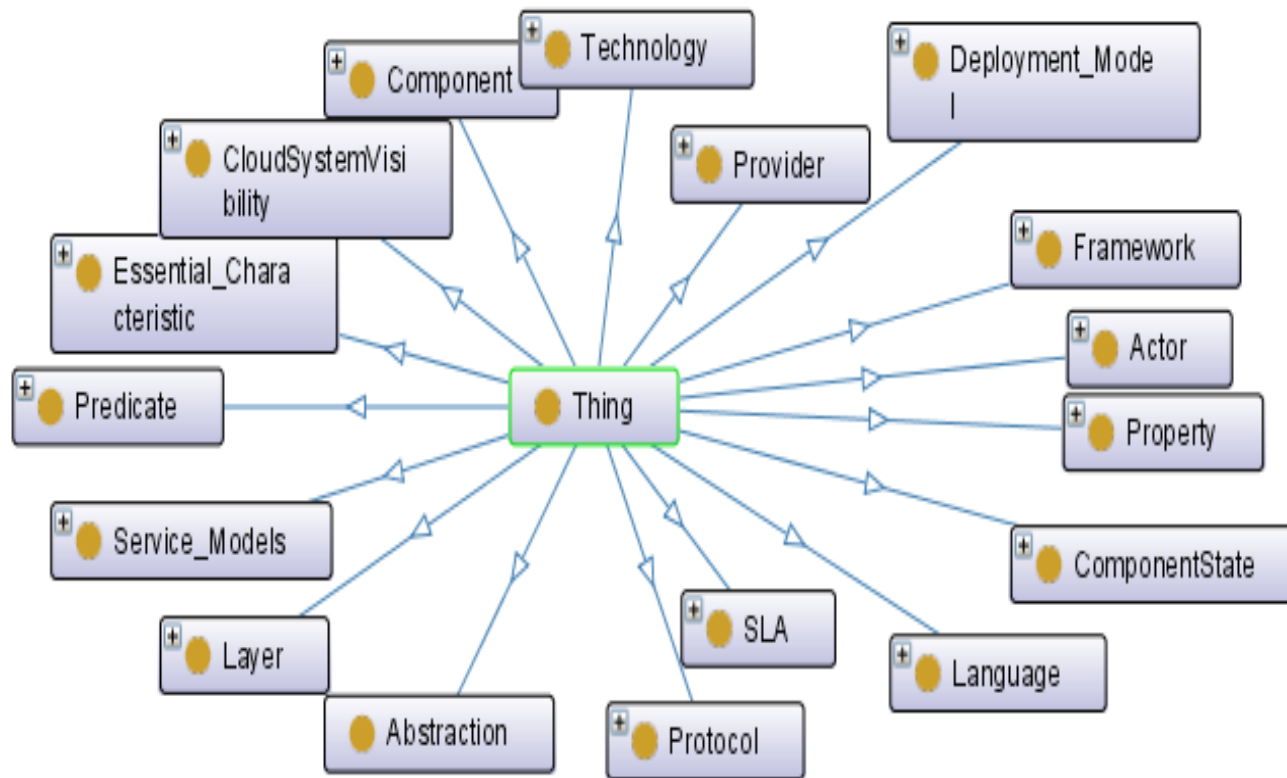 Technology
Component
Deployment_Mode
l
CloudSystemVisi
bility
Provider
Essential_Chara
cteristic
Framework
Actor
Predicate
Thing
Property
Service_Models
ComponentState
SLA
Layer
Language
Abstraction
Protocol